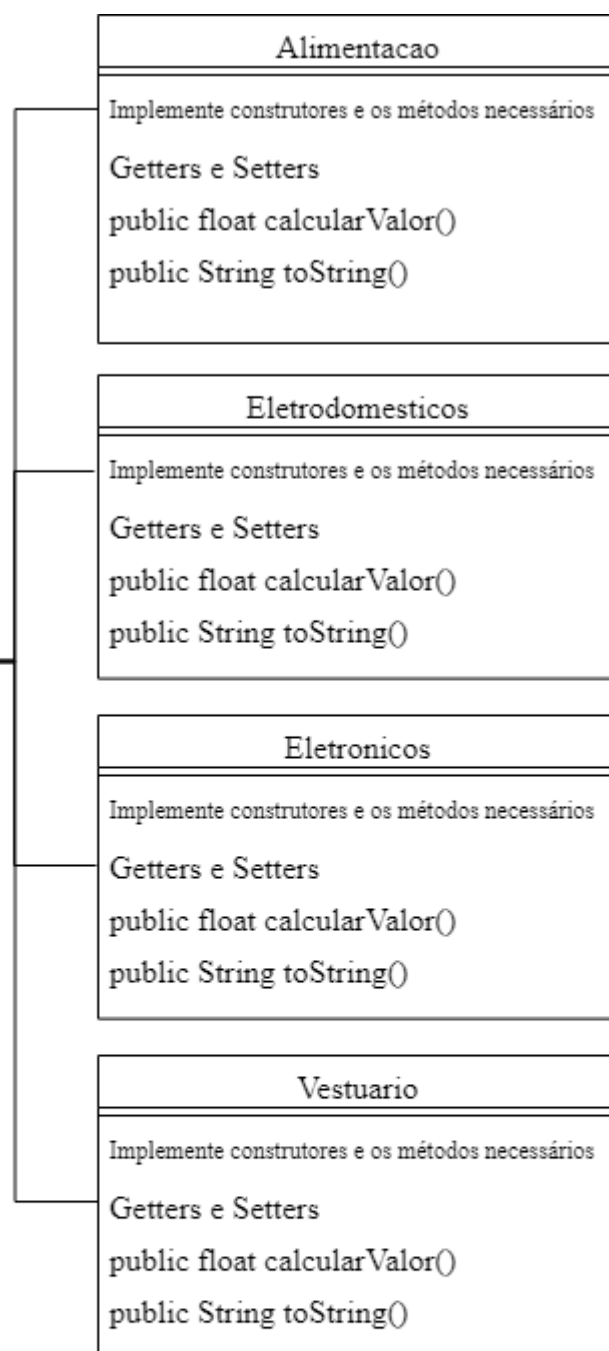 Alimentacao
Implemente construtores e os métodos necessários
Getters e Setters
public float calcularValor()
public String toString()
Eletrodomesticos
Implemente construtores e os métodos necessários
Getters e Setters
public float calcularValor()
public String toString()
Eletronicos
Implemente construtores e os métodos necessários
Getters e Setters
public float calcularValor()
public String toString()
Vestuario
Implemente construtores e os métodos necessários
Getters e Setters
public float calcularValor()
public String toString()